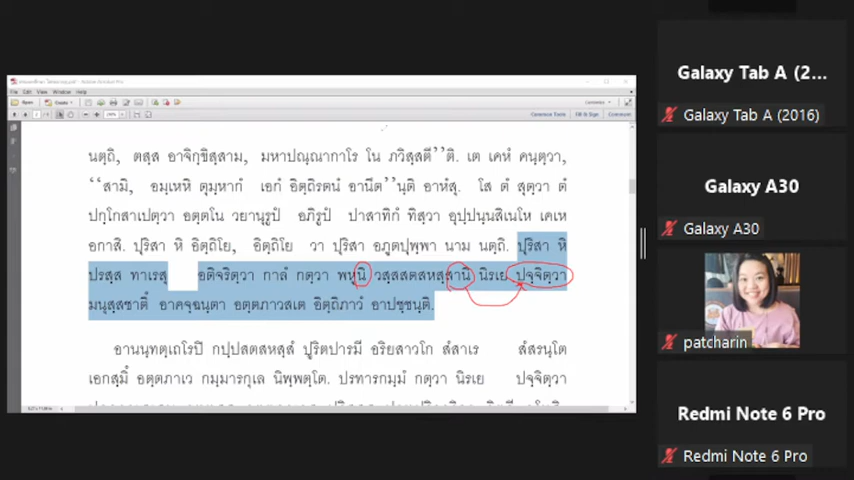 นตฺถิ, ตสฺส อาจิกฺขิสฺสาม, มหาปณฺณากาโร โน ภวิสฺสตี’’ติ. เต เคหํ คนฺตฺวา,
‘‘สามิ, อมฺเหหิ ตุมฺหากํ เอกํ อิตฺถิรตนํ อานีต’’นฺติ อาหํสุ. โส ตํ สุตฺวา ตํ
ปกฺโกสาเปตฺวา อตฺตโน วยานุรูปํ อภิรูปํ ปาสาทิกํ ทิสฺวา อุปฺปนฺนสิเนโห เคเห
อกาสิ. ปุริสา หิ อิตฺถิโย, อิตฺถิโย วา ปุริสา อภูตปุพฺพา นาม นตฺถิ. ปุริสา หิ
ปรสฺส ทาเรสุ อติจริตฺวา กาลํ กตฺวา พหูนิ วสฺสสตสหสฺสานิ นิรเย ปจฺจิตฺวา
มนุสฺสชาตึ อาคจฺฉนฺตา อตฺตภาวสเต อิตฺถิภาวํ อาปชฺชนฺติ.
อานนฺทตฺเถโรปิ กปฺปสตสหสฺสํ ปูริตปารมี อริยสาวโก สํสาเร สํสรนฺโต
เอกสฺมึ อตฺตภาเว กมฺมารกุเล นิพฺพตฺโต. ปรทารกมฺมํ กตฺวา นิรเย ปจฺจิตฺวา
Galaxy Tab A (2...
Galaxy Tab A (2016)
Galaxy A30
Galaxy A30
patcharin
Redmi Note 6 Pro
Redmi Note 6 Pro